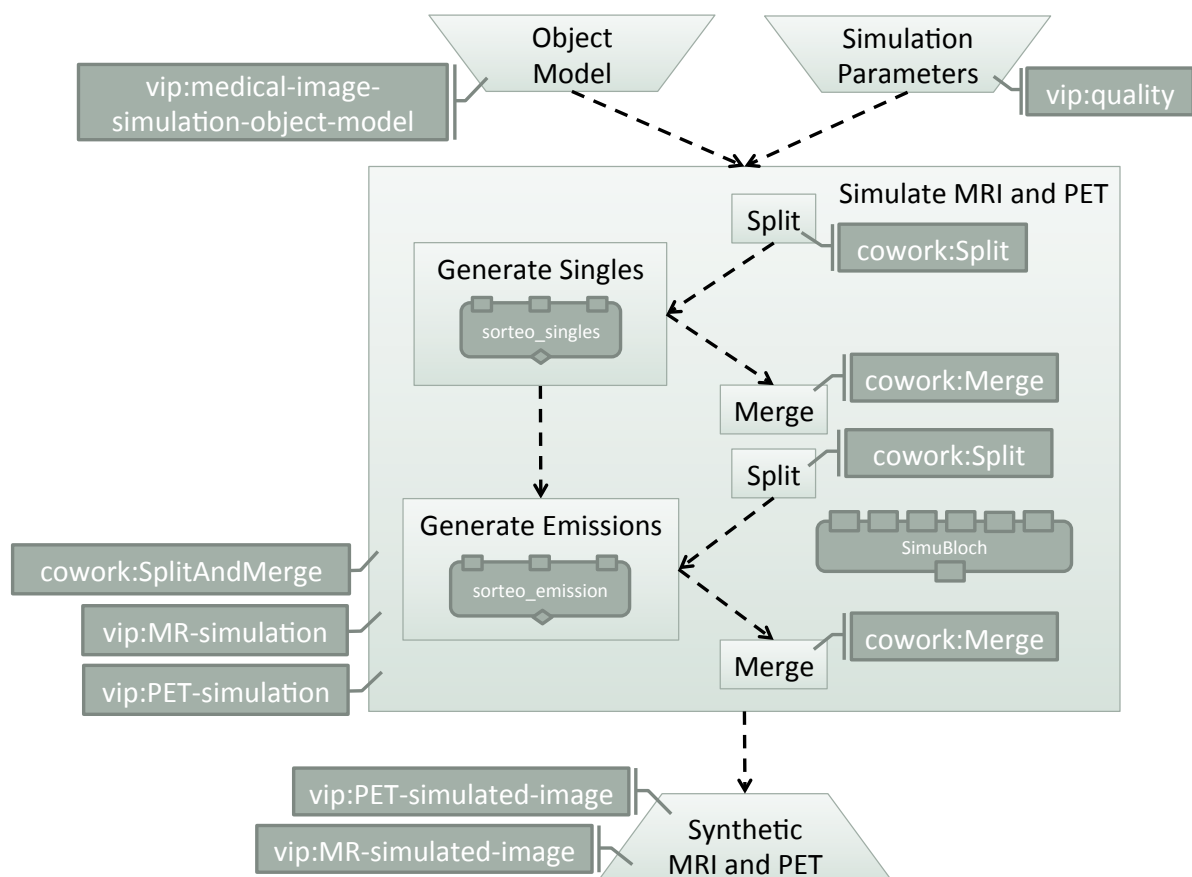 Object
Model
Simulation
Parameters
vip:medical-image-
simulation-object-model
vip:quality
Simulate MRI and PET
Split
cowork:Split
Generate Singles
sorteo_singles
cowork:Merge
Merge
cowork:Split
Split
Generate Emissions
SimuBloch
cowork:SplitAndMerge
sorteo_emission
vip:MR-simulation
cowork:Merge
Merge
vip:PET-simulation
vip:PET-simulated-image
Synthetic
MRI and PET
vip:MR-simulated-image